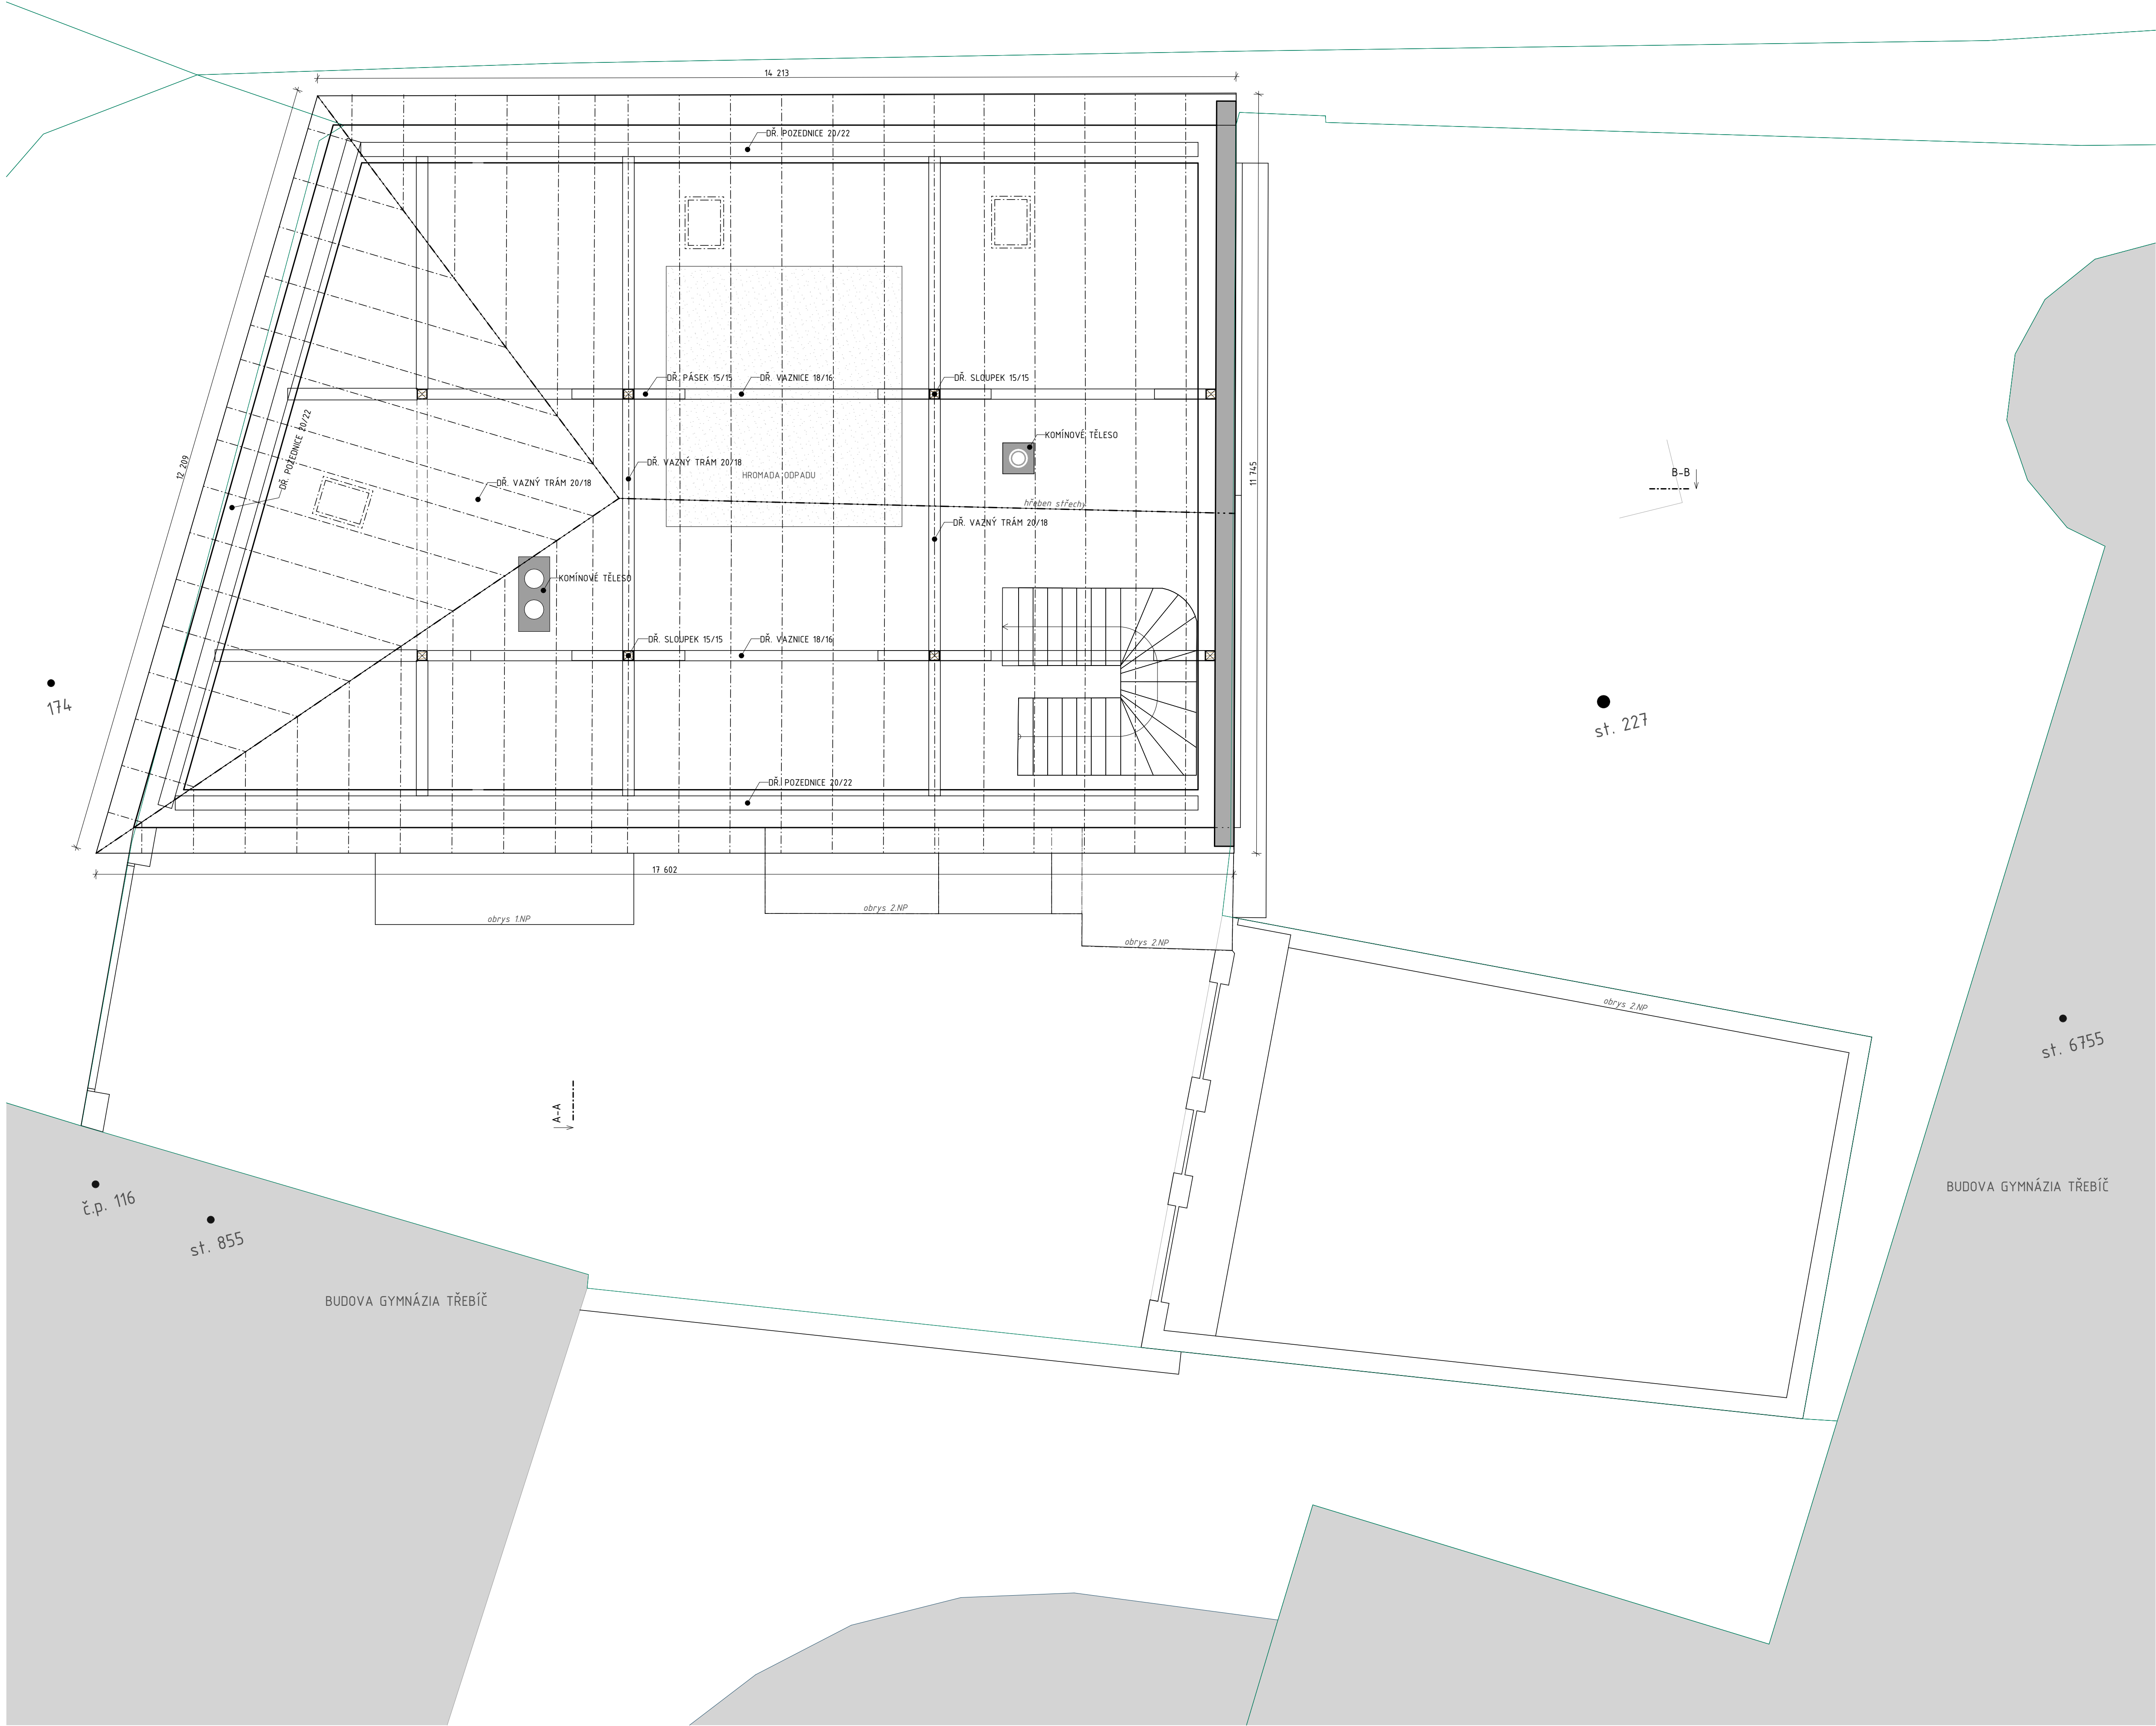 14 213
DŘ. POZEDNICE 20/22
DŘ. PÁSEK 15/15
DŘ. VAZNICE 18/16
DŘ. SLOUPEK 15/15
DŘ. POZEDNICE 20/22
12 209
KOMÍNOVÉ TĚLESO
DŘ. VAZNÝ TRÁM 20/18
HROMADA ODPADU
DŘ. VAZNÝ TRÁM 20/18
11 745
B-B
hřeben střechy
DŘ. VAZNÝ TRÁM 20/18
KOMÍNOVÉ TĚLESO
DŘ. SLOUPEK 15/15
DŘ. VAZNICE 18/16
174
st. 227
DŘ. POZEDNICE 20/22
17 602
obrys 1.NP
obrys 2.NP
obrys 2.NP
obrys 2.NP
st. 6755
A-A
BUDOVA GYMNÁZIA TŘEBÍČ
č.p. 116
st. 855
BUDOVA GYMNÁZIA TŘEBÍČ